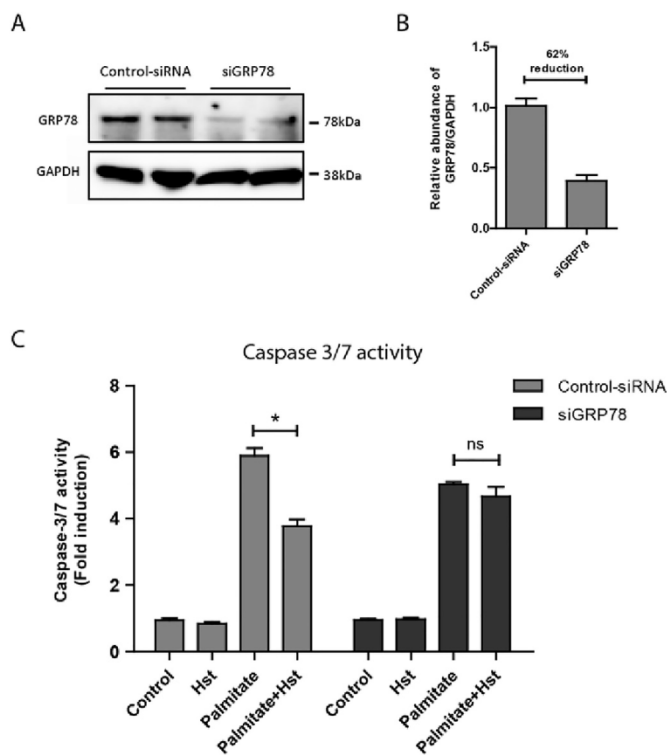 A
Control-siRNA siGRP78
GRP78
78kDa
GAPDH
38kDa
B
62%
reduction
Relative abundance of
GRP78/GAPDH
1.5
1.0
0.5
0.0
Control-siRNA
siGRP78
C
Caspase 3/7 activity
Caspase-3/7 activity
(Fold induction)
8
6
4
2
0
*
ns
Control-siRNA
siGRP78
Control
Hst
Palmitate
Palmitate+Hst
Control
Hst
Palmitate
Palmitate+Hst